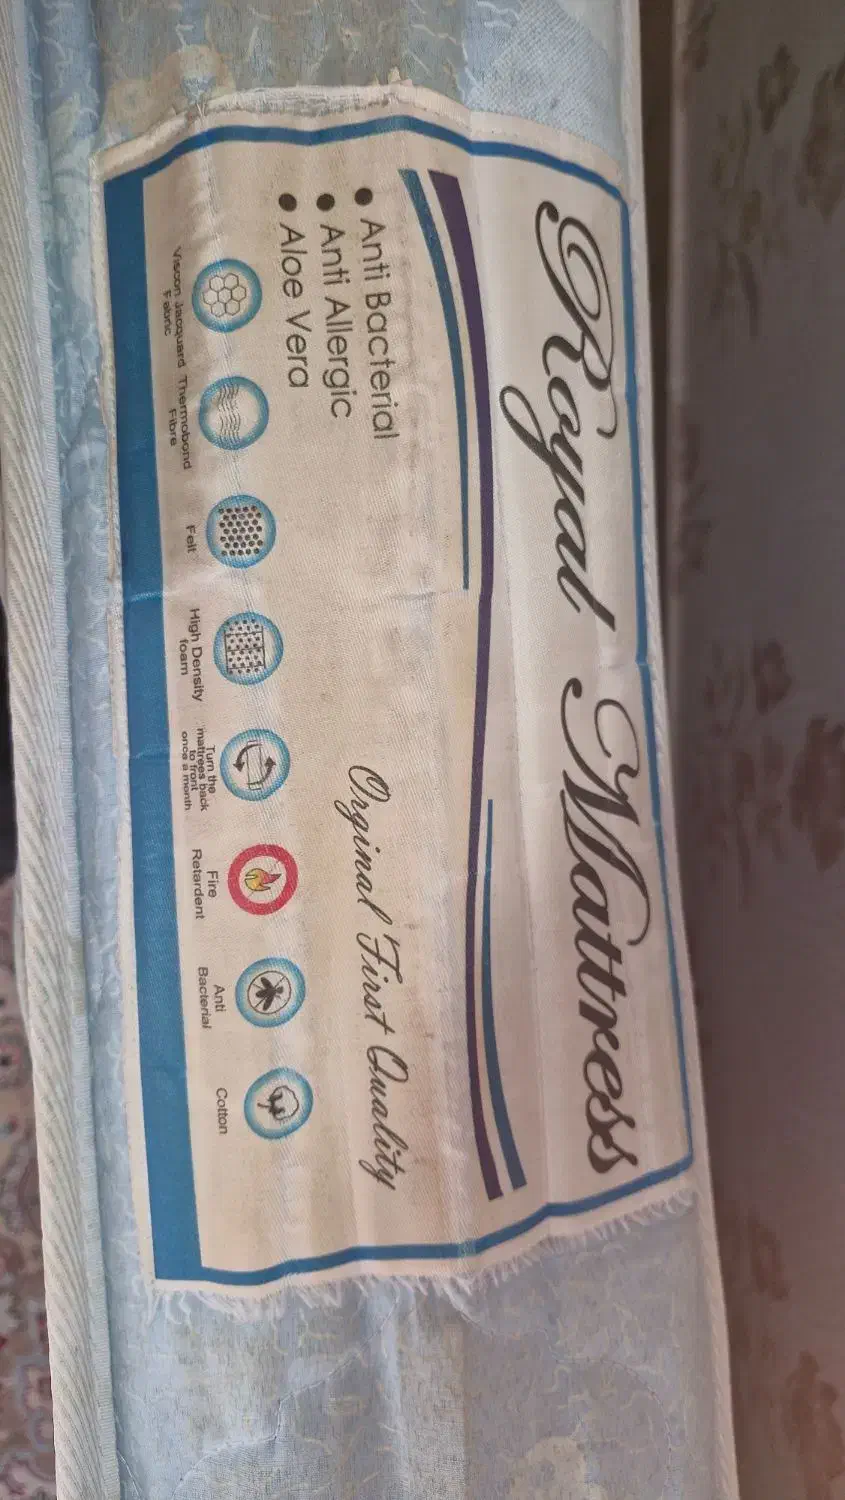 Royal Mattress
• Anti Bacterial
• Anti Allergic
• Aloe Vera
Orginal First Quality
Viscon Jacquard
Fabric
Thermobond
Fibre
Felt
High Density
foam
Turn the
mattrees back
to front
once a month
Fire
Retardent
Anti
Bacterial
Cotton